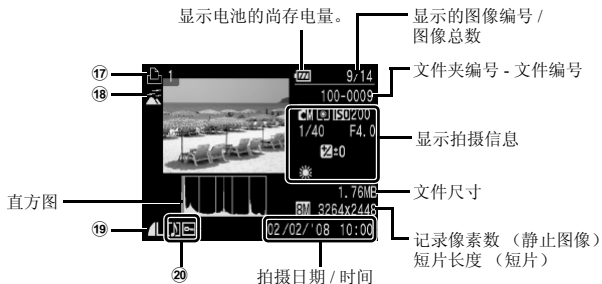 显示电池的尚存电量。
显示的图像编号 /
图像总数
⑰ 1 9/14
文件夹编号 - 文件编号
⑱ 100-0009
M ISO 200
1/40 F4.0
显示拍摄信息
±0
直方图
1.76MB
文件尺寸
8M 3264x2448
记录像素数 （静止图像）
短片长度 （短片）
⑲ L
02/02/'08 10:00
⑳
拍摄日期 / 时间